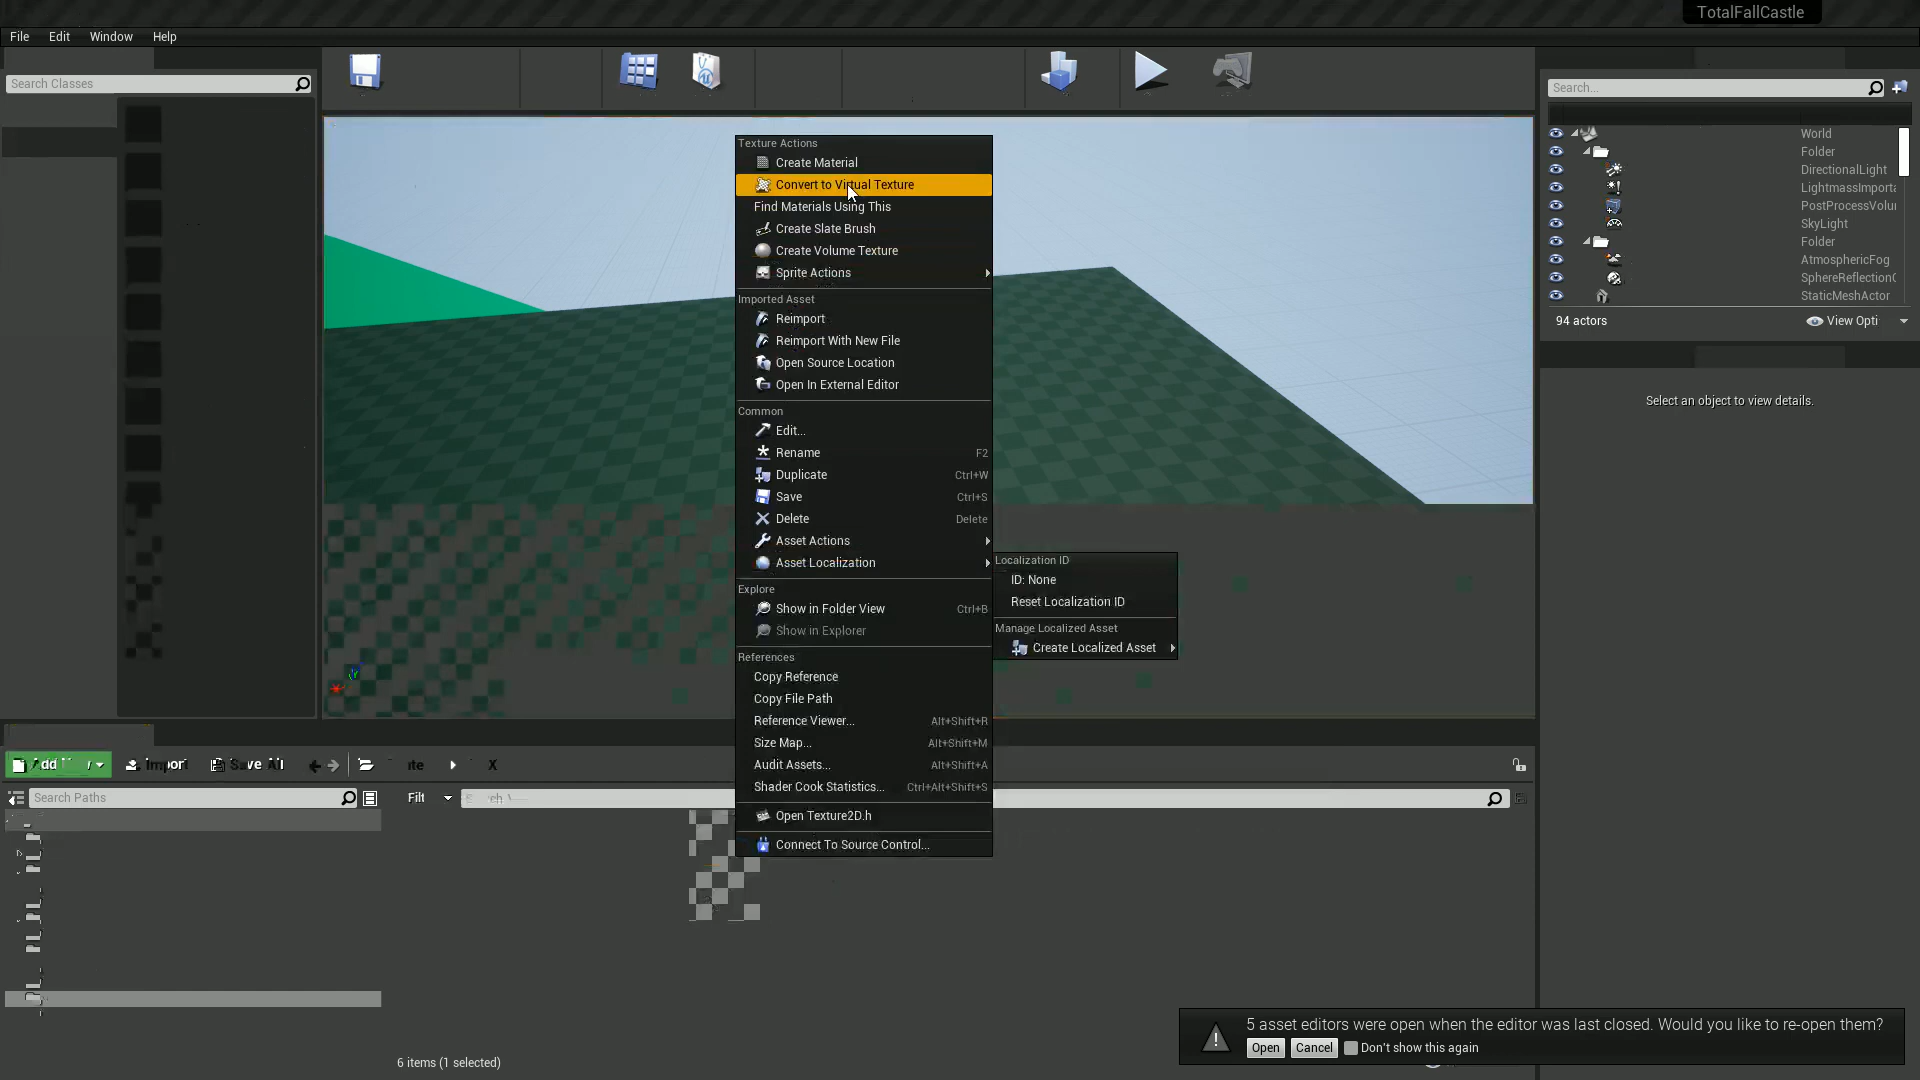 TotalFallCastle
File Edit Window Help
Search Classes
Search...
World
Folder
DirectionalLight
LightmassImporta
PostProcessVolu
SkyLight
Folder
AtmosphericFog
SphereReflectionC
StaticMeshActor
94 actors
View Opti
Select an object to view details.
Texture Actions
Create Material
Convert to Virtual Texture
Find Materials Using This
Create Slate Brush
Create Volume Texture
Sprite Actions
Imported Asset
Reimport
Reimport With New File
Open Source Location
Open In External Editor
Common
Edit...
Rename F2
Duplicate Ctrl+W
Save Ctrl+S
Delete Delete
Asset Actions
Asset Localization
Explore
Show in Folder View Ctrl+B
Show in Explorer
References
Copy Reference
Copy File Path
Reference Viewer... Alt+Shift+R
Size Map... Alt+Shift+M
Audit Assets... Alt+Shift+A
Shader Cook Statistics... Ctrl+Alt+Shift+S
Open Texture2D.h
Connect To Source Control...
Localization ID
ID: None
Reset Localization ID
Manage Localized Asset
Create Localized Asset
Add Import
Search Paths
Filt
6 items (1 selected)
5 asset editors were open when the editor was last closed. Would you like to re-open them?
Open Cancel Don't show this again